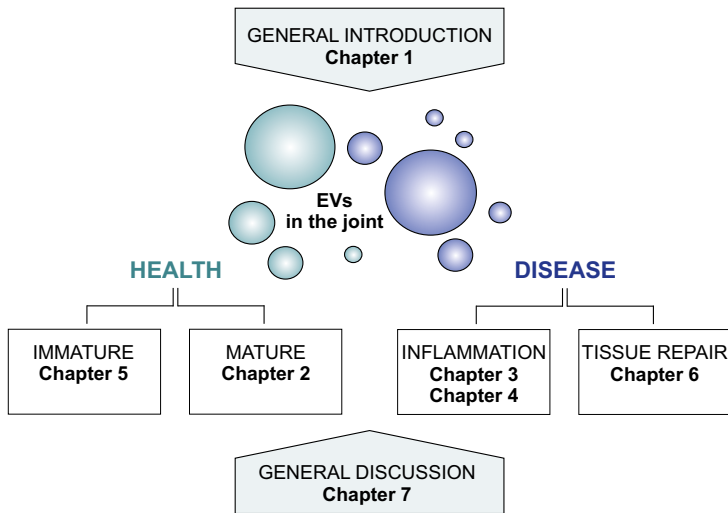 GENERAL INTRODUCTION
Chapter 1
EVs
in the joint
HEALTH
DISEASE
IMMATURE
Chapter 5
MATURE
Chapter 2
INFLAMMATION
Chapter 3
Chapter 4
TISSUE REPAIR
Chapter 6
GENERAL DISCUSSION
Chapter 7